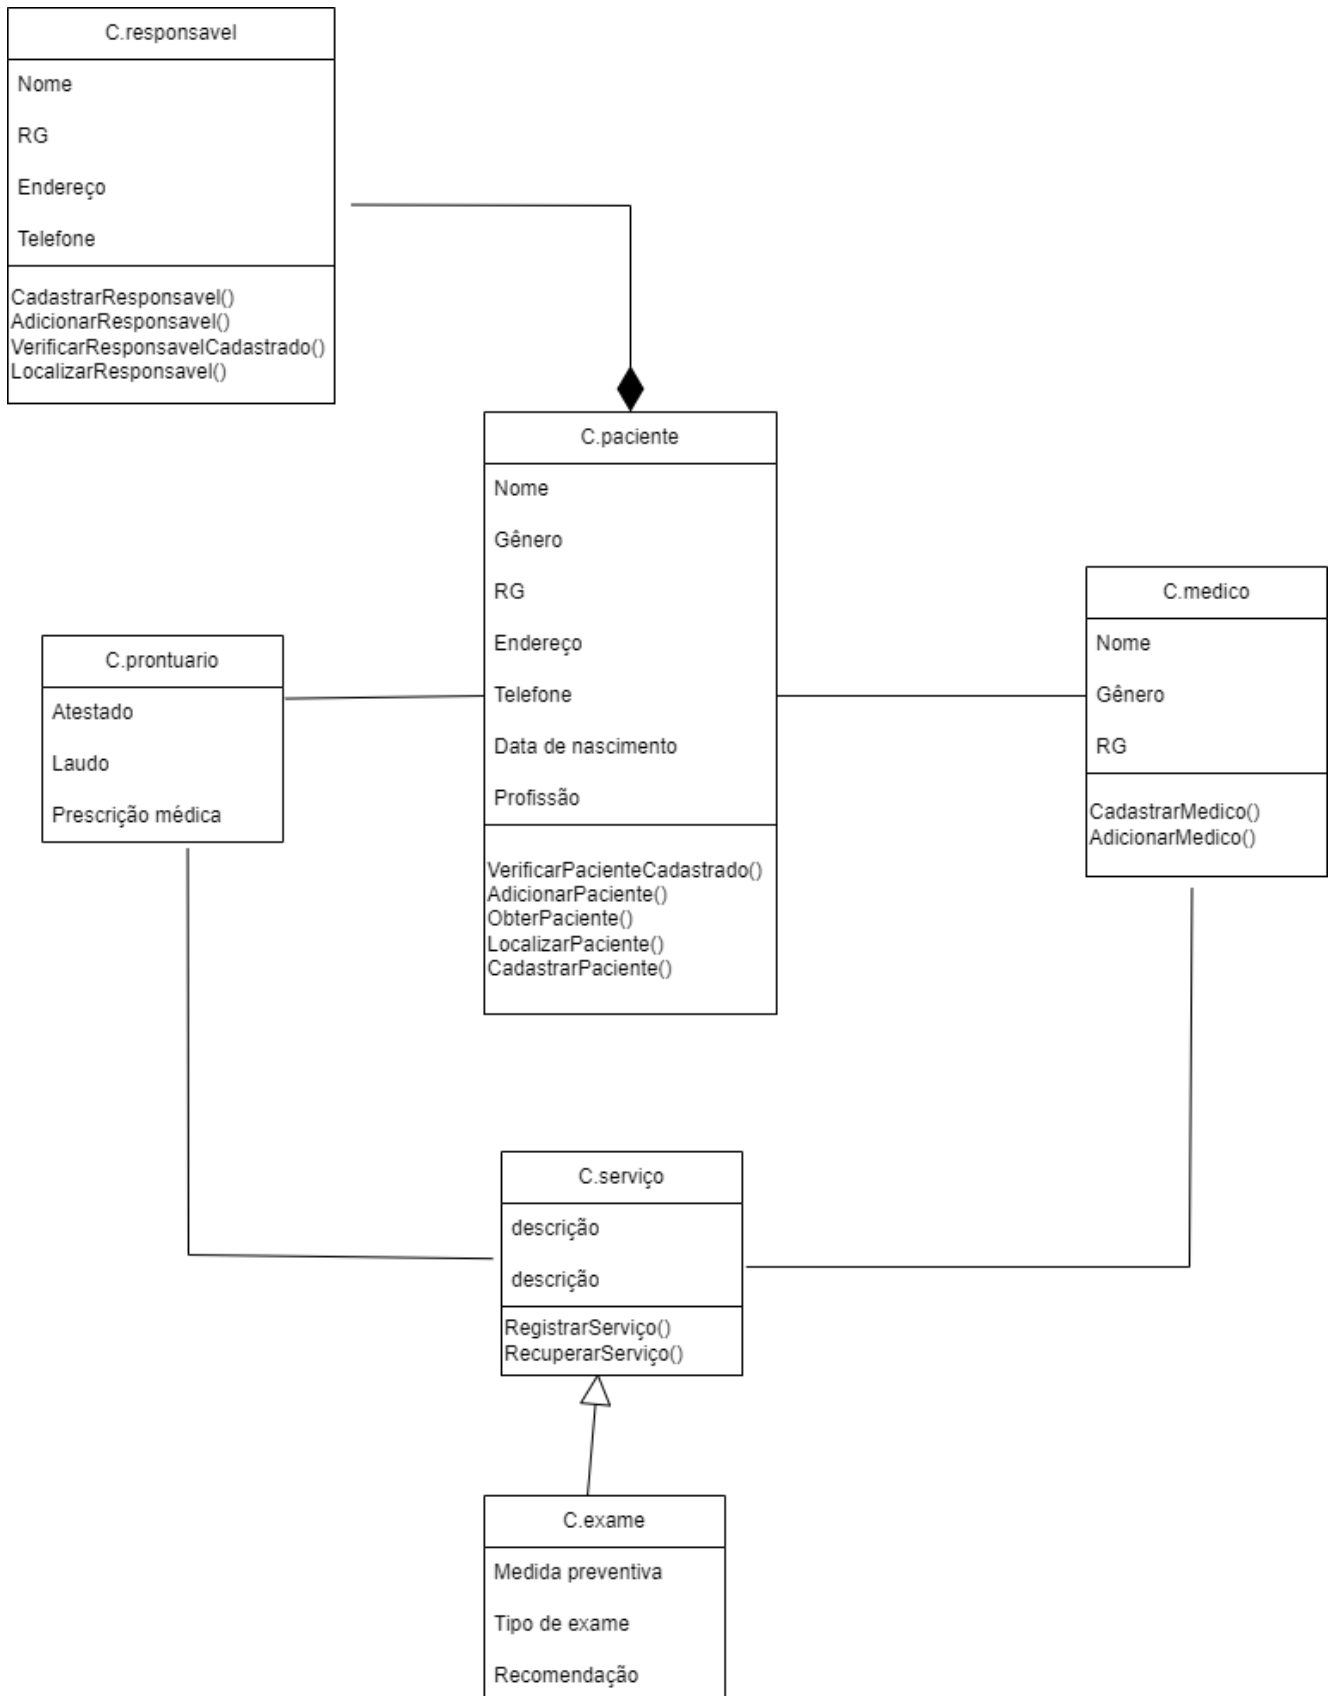 C.responsavel
Nome
RG
Endereço
Telefone
CadastrarResponsavel()
AdicionarResponsavel()
VerificarResponsavelCadastrado()
LocalizarResponsavel()
C.paciente
Nome
Gênero
RG
Endereço
Telefone
Data de nascimento
Profissão
VerificarPacienteCadastrado()
AdicionarPaciente()
ObterPaciente()
LocalizarPaciente()
CadastrarPaciente()
C.medico
Nome
Gênero
RG
CadastrarMedico()
AdicionarMedico()
C.prontuario
Atestado
Laudo
Prescrição médica
C.serviço
descrição
descrição
RegistrarServiço()
RecuperarServiço()
C.exame
Medida preventiva
Tipo de exame
Recomendação